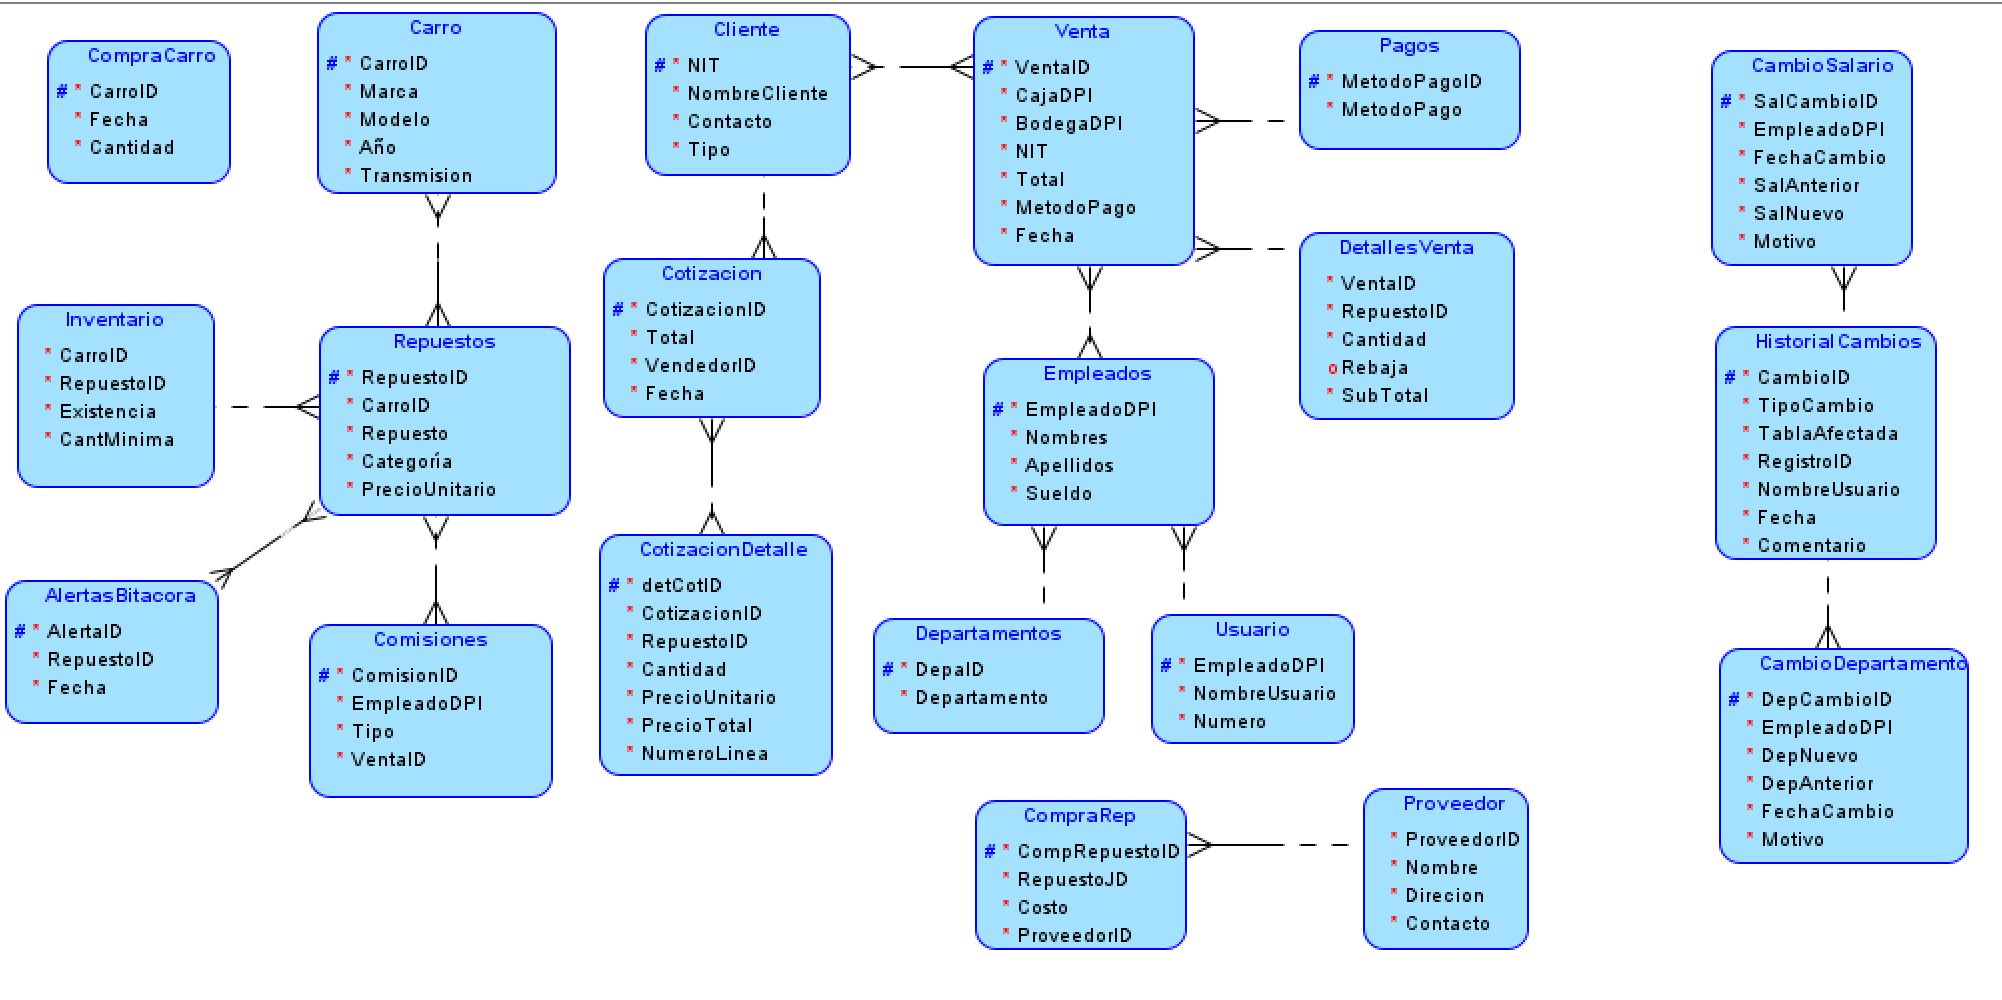 CompraCarro
# * CarroID
* Fecha
* Cantidad
Carro
# * CarroID
* Marca
* Modelo
* Año
* Transmision
Cliente
# * NIT
* NombreCliente
* Contacto
* Tipo
Venta
# * VentaID
* CajaDPI
* BodegaDPI
* NIT
* Total
* MetodoPago
* Fecha
Pagos
# * MetodoPagoID
* MetodoPago
CambioSalario
# * SalCambioID
* EmpleadoDPI
* FechaCambio
* SalAnterior
* SalNuevo
* Motivo
Inventario
* CarroID
* RepuestoID
* Existencia
* CantMinima
Repuestos
# * RepuestoID
* CarroID
* Repuesto
* Categoría
* PrecioUnitario
Cotizacion
# * CotizacionID
* Total
* VendedorID
* Fecha
Empleados
# * EmpleadoDPI
* Nombres
* Apellidos
* Sueldo
DetallesVenta
* VentaID
* RepuestoID
* Cantidad
o Rebaja
* SubTotal
HistorialCambios
# * CambioID
* TipoCambio
* TablaAfectada
* RegistroID
* NombreUsuario
* Fecha
* Comentario
AlertasBitacora
# * AlertaID
* RepuestoID
* Fecha
Comisiones
# * ComisionID
* EmpleadoDPI
* Tipo
* VentaID
CotizacionDetalle
# * detCotID
* CotizacionID
* RepuestoID
* Cantidad
* PrecioUnitario
* PrecioTotal
* NumeroLinea
Departamentos
# * DepaID
* Departamento
Usuario
# * EmpleadoDPI
* NombreUsuario
* Numero
CambioDepartamento
# * DepCambioID
* EmpleadoDPI
* DepNuevo
* DepAnterior
* FechaCambio
* Motivo
CompraRep
# * CompRepuestoID
* RepuestoJD
* Costo
* ProveedorID
Proveedor
* ProveedorID
* Nombre
* Direcion
* Contacto